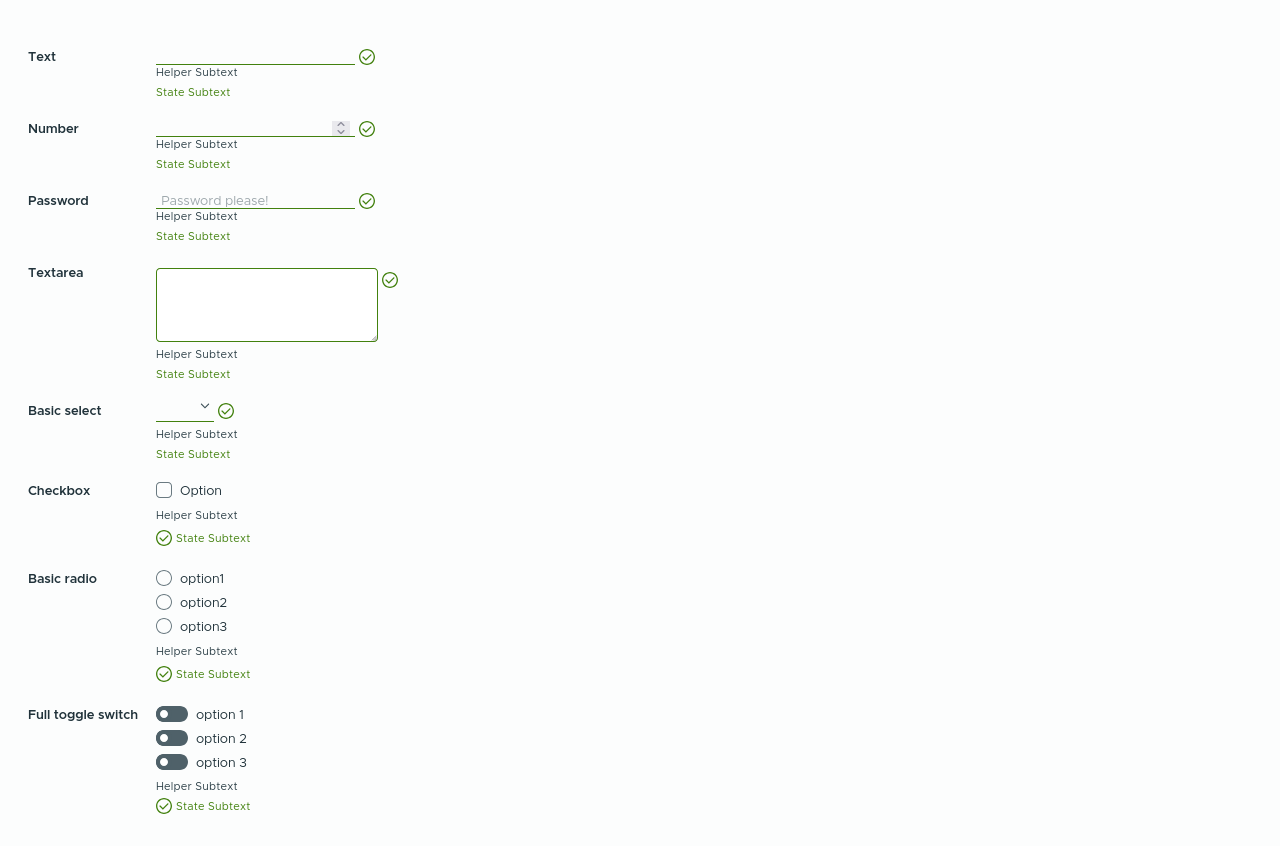 Text
Helper Subtext
State Subtext
Number
Helper Subtext
State Subtext
Password
Password please!
Helper Subtext
State Subtext
Textarea
Helper Subtext
State Subtext
Basic select
Helper Subtext
State Subtext
Checkbox
Option
Helper Subtext
State Subtext
Basic radio
option1
option2
option3
Helper Subtext
State Subtext
Full toggle switch
option 1
option 2
option 3
Helper Subtext
State Subtext